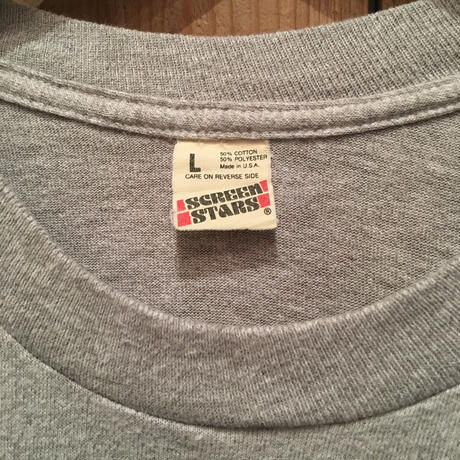 L
50% COTTON
50% POLYESTER
Made in U.S.A.
CARE ON REVERSE SIDE
SCREEN
STARS®